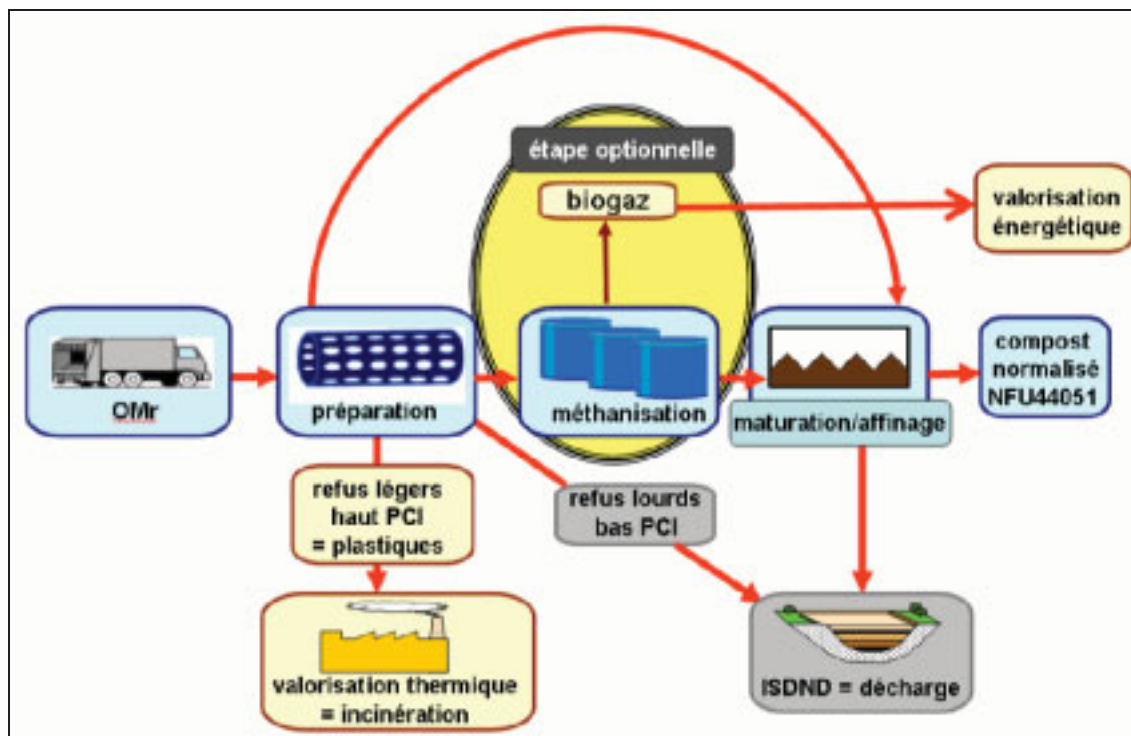 étape optionnelle
biogaz
valorisation
énergétique
OMr
préparation
méthanisation
maturation/affinage
compost
normalisé
NFU44051
refus légers
haut PCI
= plastiques
refus lourds
bas PCI
valorisation thermique
= incinération
ISDND = décharge